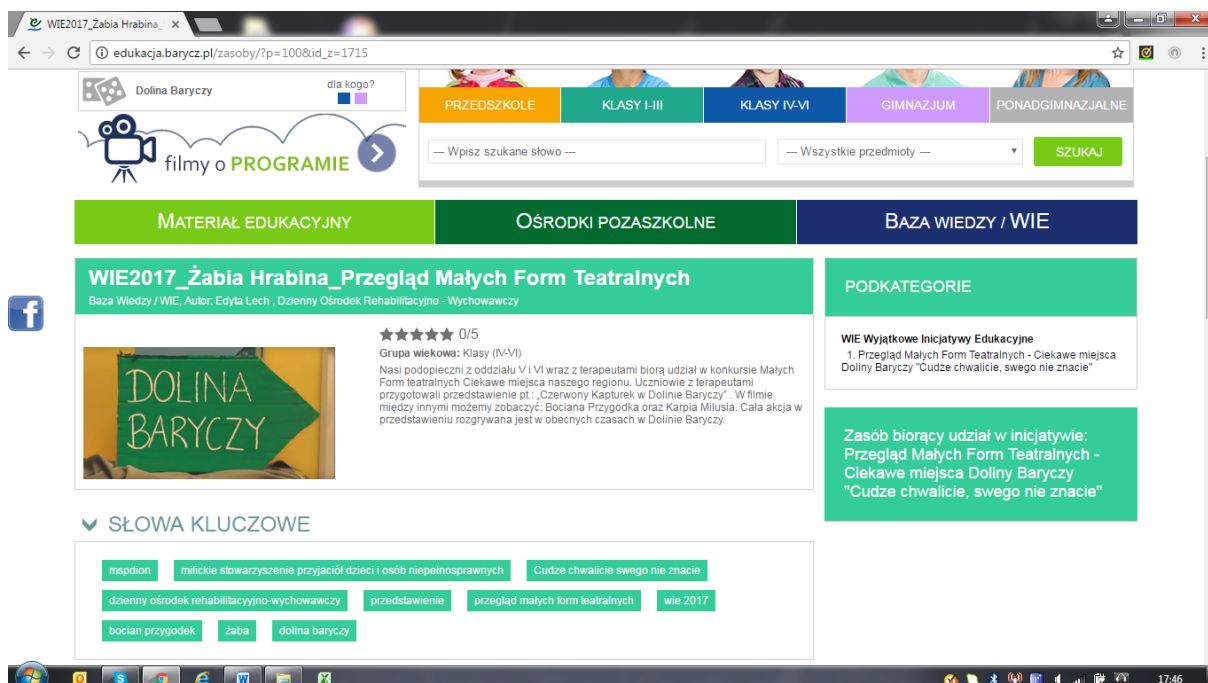 WIE2017_Żabia Hrabina_
edukacja.barycz.pl/zasoby/?p=100&id_z=1715
Dolina Baryczy
dla kogo?
filmy o PROGRAMIE
PRZEDSZKOLE
KLASY I-III
KLASY IV-VI
GIMNAZJUM
PONADGIMNAZJALNE
--- Wpisz szukane słowo ---
--- Wszystkie przedmioty ---
SZUKAJ
MATERIAŁ EDUKACYJNY
OŚRODKI POZASZKOLNE
BAZA WIEDZY / WIE
WIE2017_Żabia Hrabina_Przegląd Małych Form Teatralnych
Baza Wiedzy / WIE, Autor: Edyta Lech , Dzienny Ośrodek Rehabilitacyjno - Wychowawczy
DOLINA
BARYCZY
0/5
Grupa wiekowa: Klasy (IV-VI)
Nasi podopieczni z oddziału V i VI wraz z terapeutami biorą udział w konkursie Małych
Form teatralnych Ciekawe miejsca naszego regionu. Uczniowie z terapeutami
przygotowali przedstawienie pt.: „Czerwony Kapturek w Dolinie Baryczy” . W filmie
między innymi możemy zobaczyć: Bociana Przygodka oraz Karpia Milusia. Cała akcja w
przedstawieniu rozgrywana jest w obecnych czasach w Dolinie Baryczy.
PODKATEGORIE
WIE Wyjątkowe Inicjatywy Edukacyjne
1. Przegląd Małych Form Teatralnych - Ciekawe miejsca
Doliny Baryczy "Cudze chwalicie, swego nie znacie"
Zasób biorący udział w inicjatywie:
Przegląd Małych Form Teatralnych -
Ciekawe miejsca Doliny Baryczy
"Cudze chwalicie, swego nie znacie"
SŁOWA KLUCZOWE
mspdion
milickie stowarzyszenie przyjaciół dzieci i osób niepełnosprawnych
Cudze chwalicie swego nie znacie
dzienny ośrodek rehabilitacyyjno-wychowawczy
przedstawienie
przegląd małych form teatralnych
wie 2017
bocian przygodek
żaba
dolina baryczy
17:46